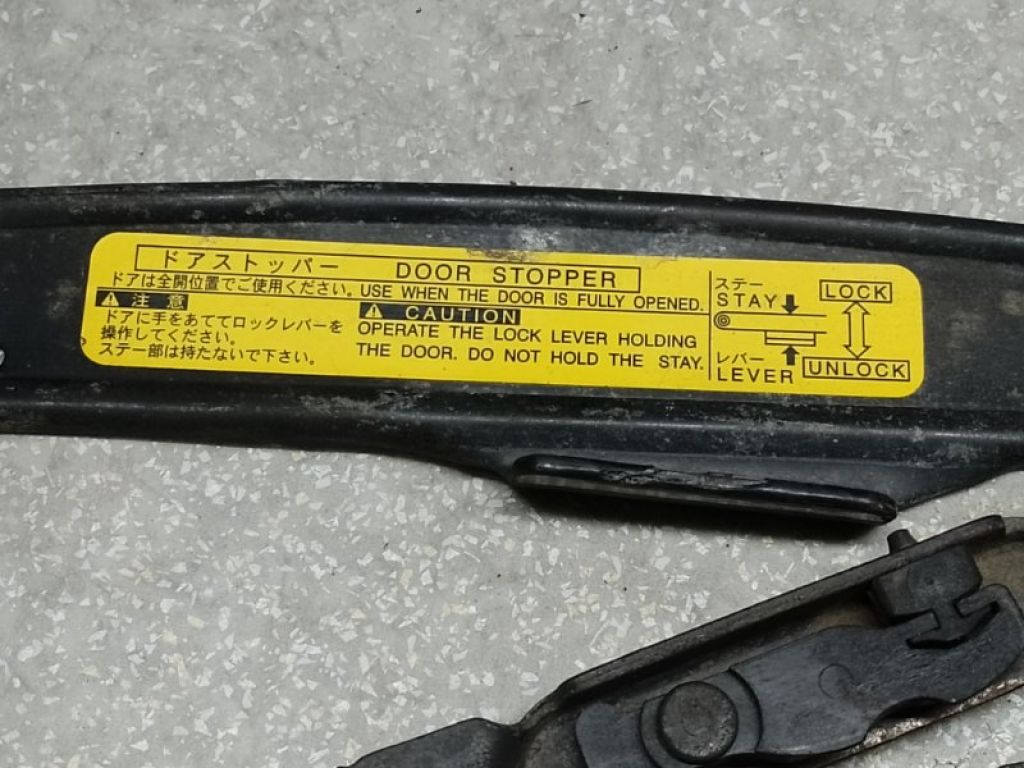 ドアストッパー DOOR STOPPER
ドアは全開位置でご使用ください。 USE WHEN THE DOOR IS FULLY OPENED.
注意
ドアに手をあててロックレバーを
操作してください。
ステー部は持たないで下さい。
CAUTION
OPERATE THE LOCK LEVER HOLDING
THE DOOR. DO NOT HOLD THE STAY.
ステー
STAY
レバー
LEVER
LOCK
UNLOCK